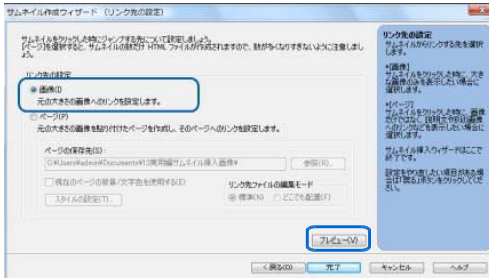 サムネイル作成ウィザード (リンク先の設定)
サムネイルをクリックした時にジャンプする先について設定しましょう。
[ページ]を選択すると、サムネイルの数だけ HTML ファイルが作成されますので、数が多くなりすぎないように注意しましょう。
リンク先の設定
画像(I)
元の大きさの画像へのリンクを設定します。
ページ(P)
元の大きさの画像を貼り付けたページを作成し、そのページへのリンクを設定します。
ページの保存先(S):
参照(R)...
現在のページの背景/文字色を使用する(E)
スタイルの設定(T)...
リンク先ファイルの編集モード
標準(N)
どこでも配置(F)
プレビュー(V)
< 戻る(O)
完了
キャンセル
ヘルプ
リンク先の設定
サムネイルからリンクする先を選択します。
•[画像]
サムネイルをクリックした時に、大きな画像のみを表示したい場合に選択します。
•[ページ]
サムネイルをクリックした時に、画像だけではなく、説明文や別の画像へのリンクなどを表示したい場合に選択します。
サムネイル挿入ウィザードはここで終了です。
設定をやり直したい項目がある場合は「戻る」ボタンをクリックしてください。